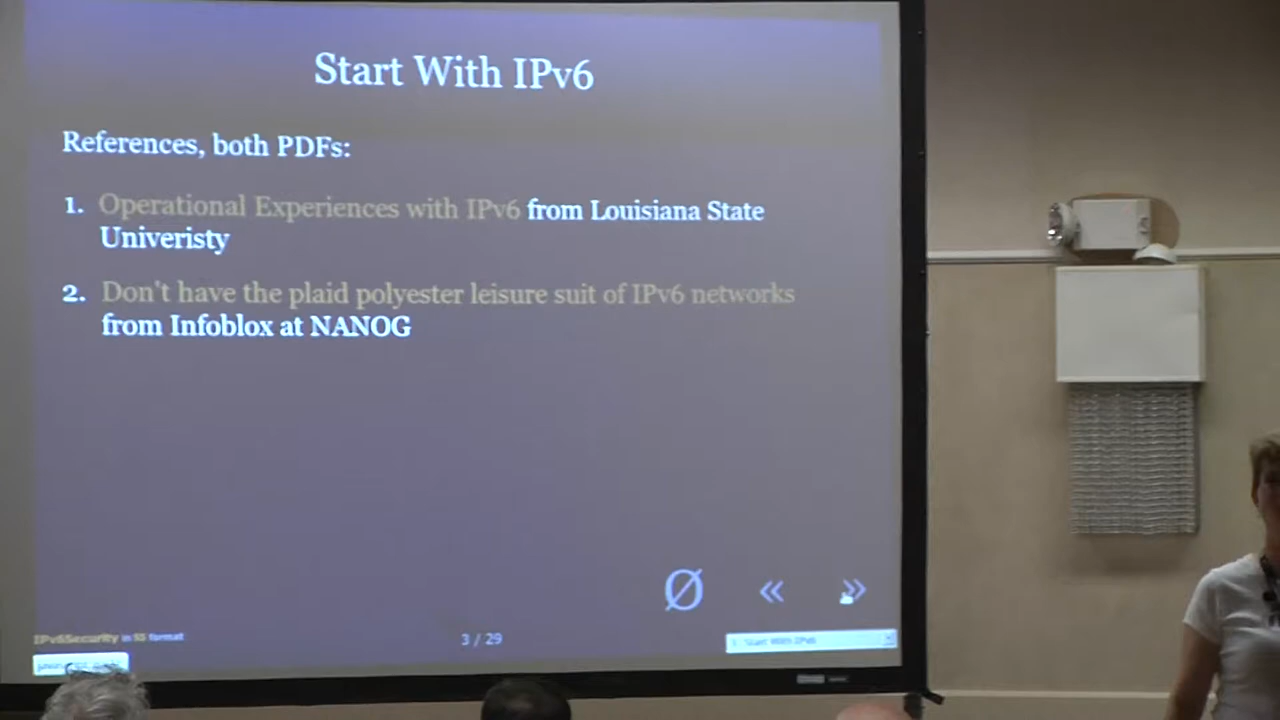 Start With IPv6
References, both PDFs:
1. Operational Experiences with IPv6 from Louisiana State
Univeristy
2. Don't have the plaid polyester leisure suit of IPv6 networks
from Infoblox at NANOG
Ø « »
IPv6Security in S5 format
3 / 29
Start With IPv6